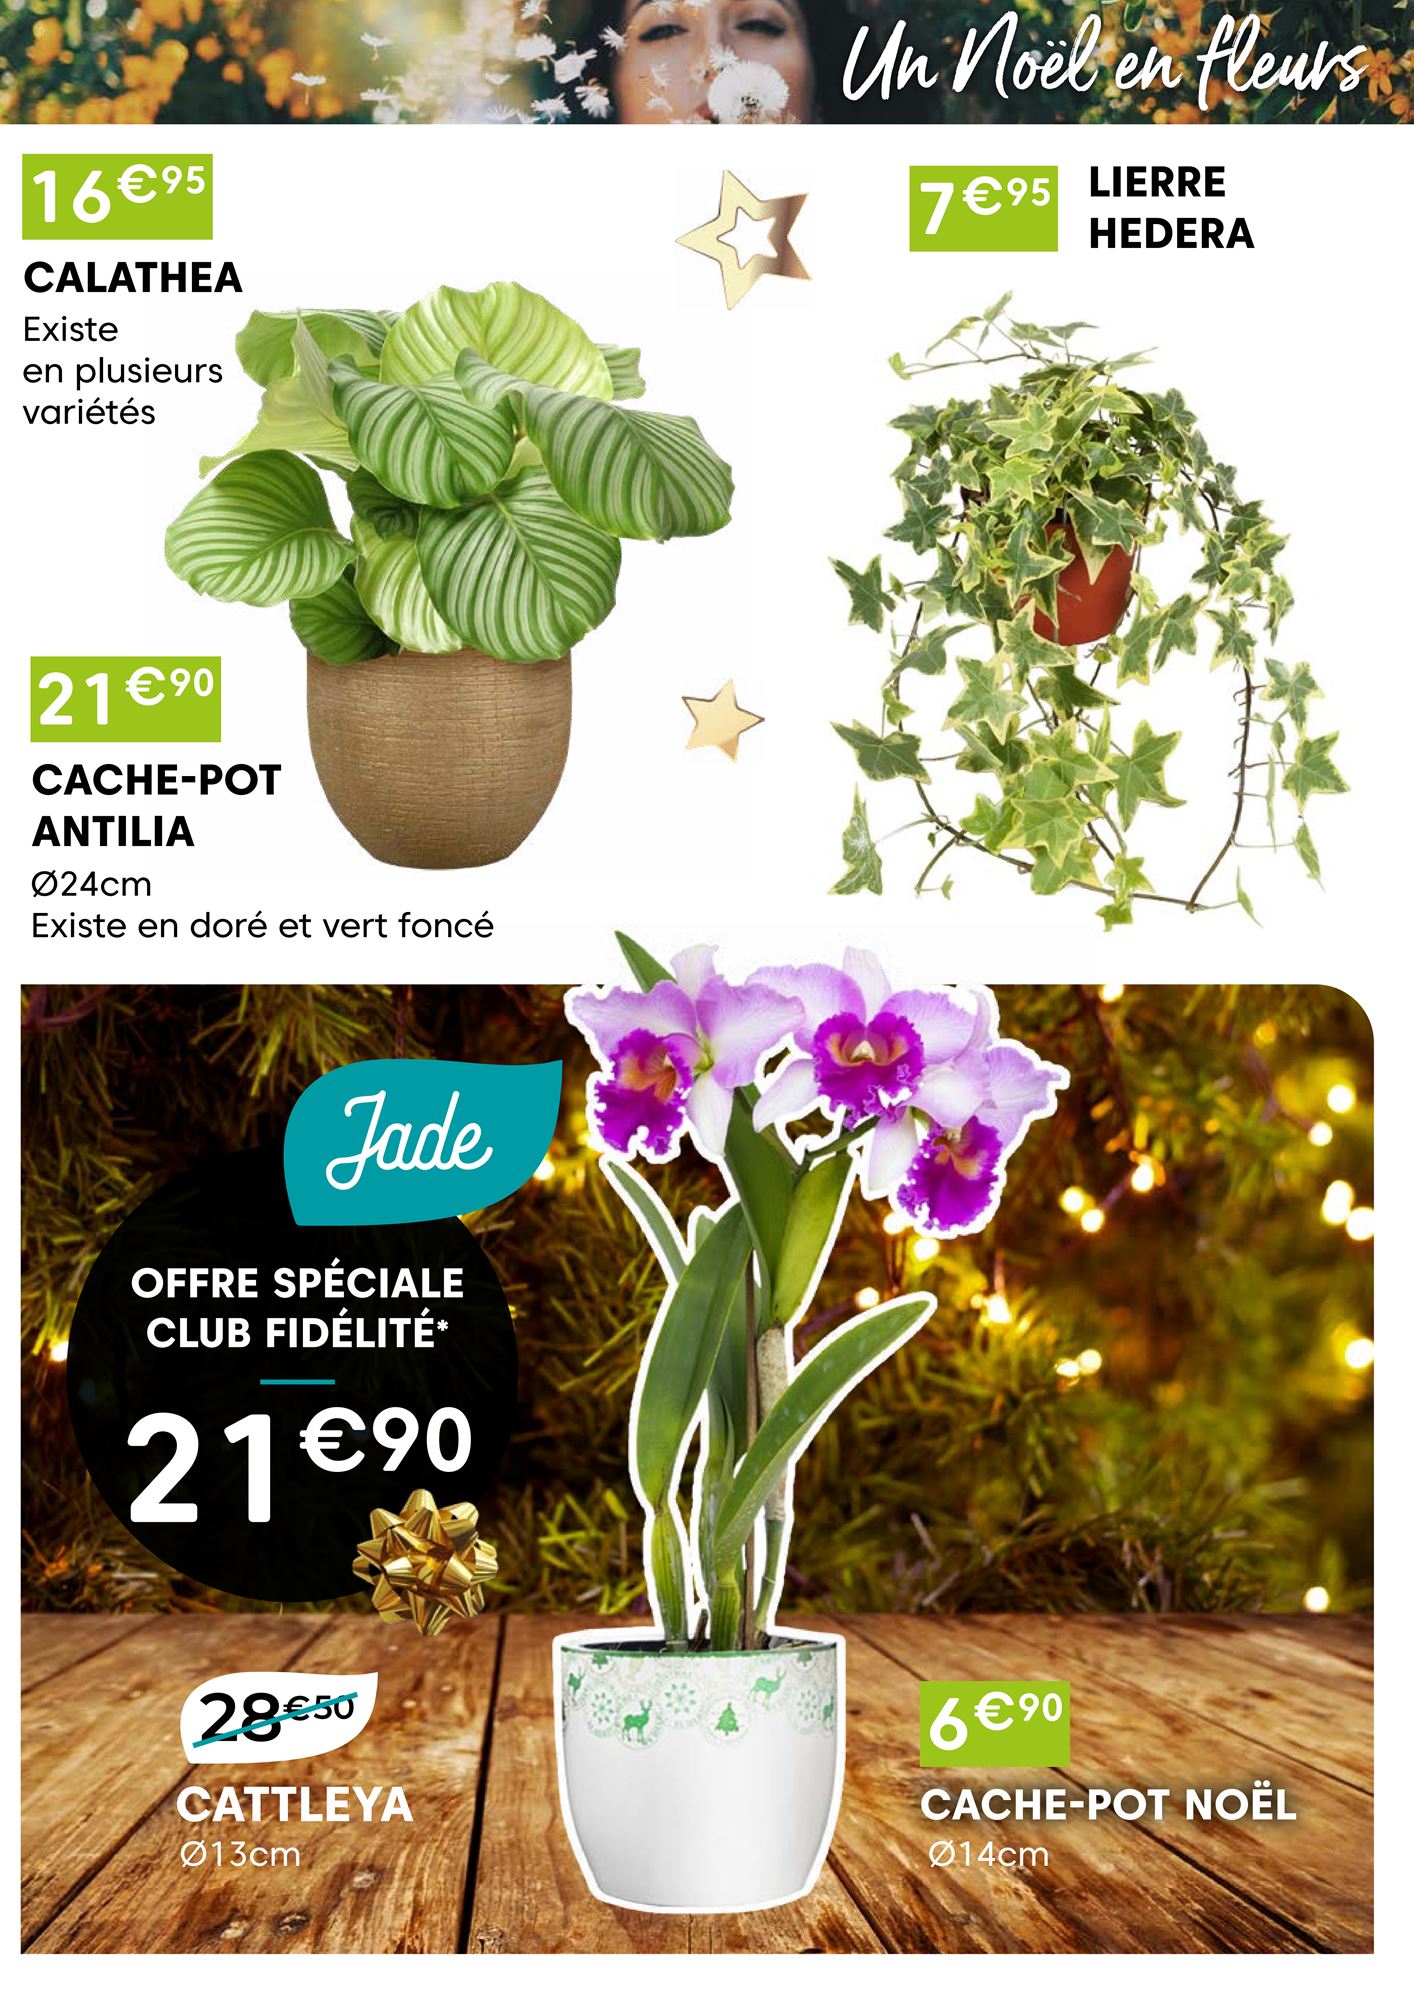 Un Noël en fleurs
16€95
CALATHEA
Existe
en plusieurs
variétés
7€95
LIERRE
HEDERA
21€90
CACHE-POT
ANTILIA
Ø24cm
Existe en doré et vert foncé
Jade
OFFRE SPÉCIALE
CLUB FIDÉLITÉ*
21€90
28€50
CATTLEYA
Ø13cm
6€90
CACHE-POT NOËL
Ø14cm